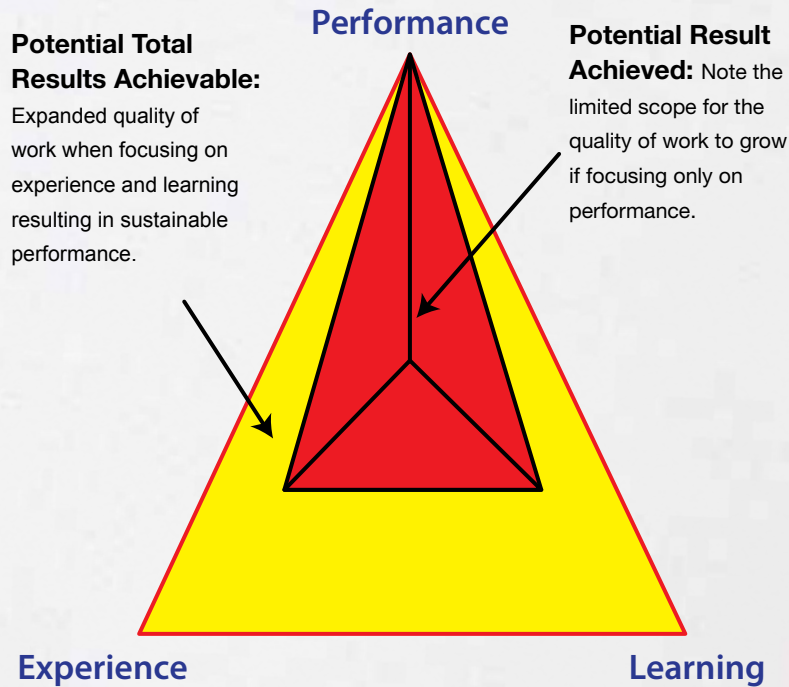 Performance
Potential Total
Results Achievable:
Expanded quality of
work when focusing on
experience and learning
resulting in sustainable
performance.
Potential Result
Achieved: Note the
limited scope for the
quality of work to grow
if focusing only on
performance.
Experience
Learning